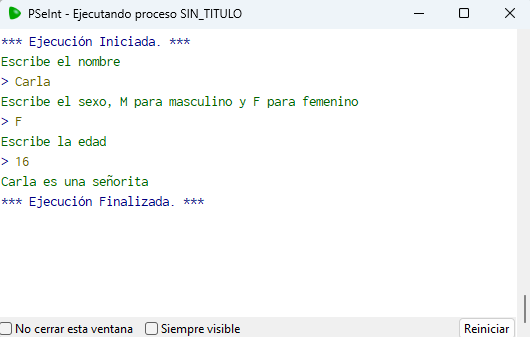 PSeInt - Ejecutando proceso SIN_TITULO
*** Ejecución Iniciada. ***
Escribe el nombre
> Carla
Escribe el sexo, M para masculino y F para femenino
> F
Escribe la edad
> 16
Carla es una señorita
*** Ejecución Finalizada. ***
No cerrar esta ventana Siempre visible Reiniciar